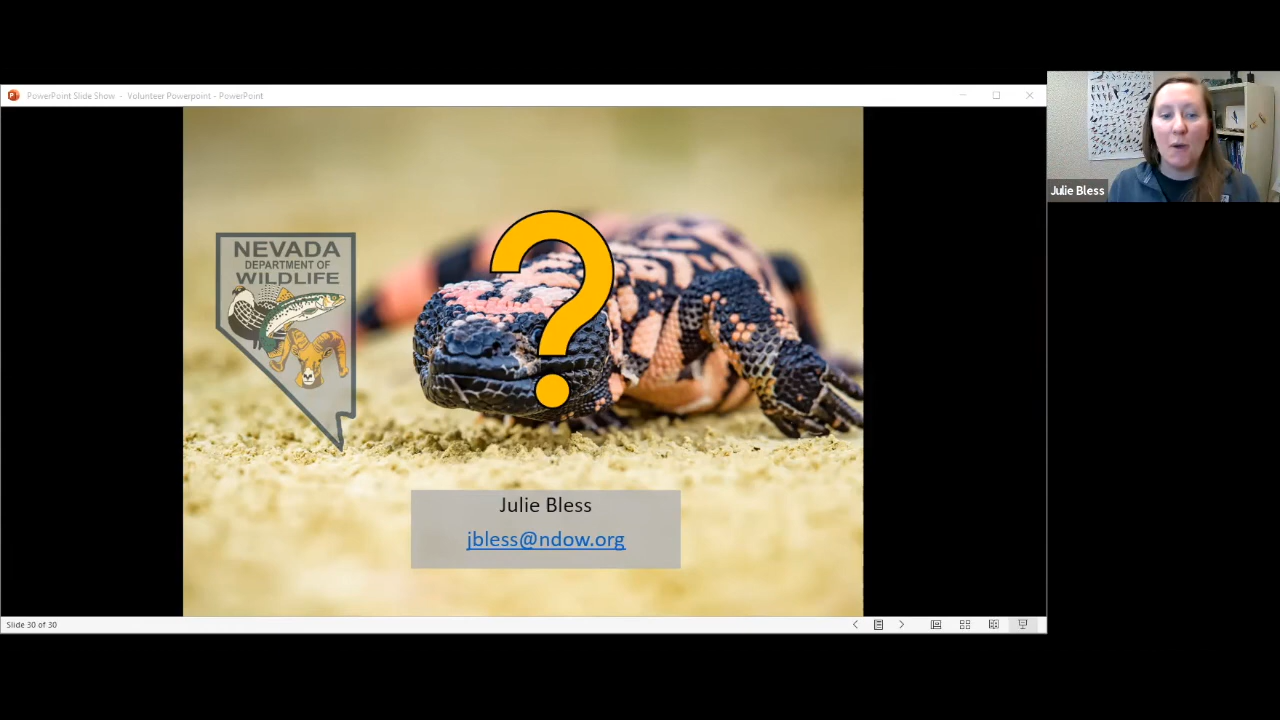 PowerPoint Slide Show - Volunteer Powerpoint - PowerPoint
NEVADA
DEPARTMENT OF
WILDLIFE
?
Julie Bless
jbless@ndow.org
Slide 30 of 30
Julie Bless